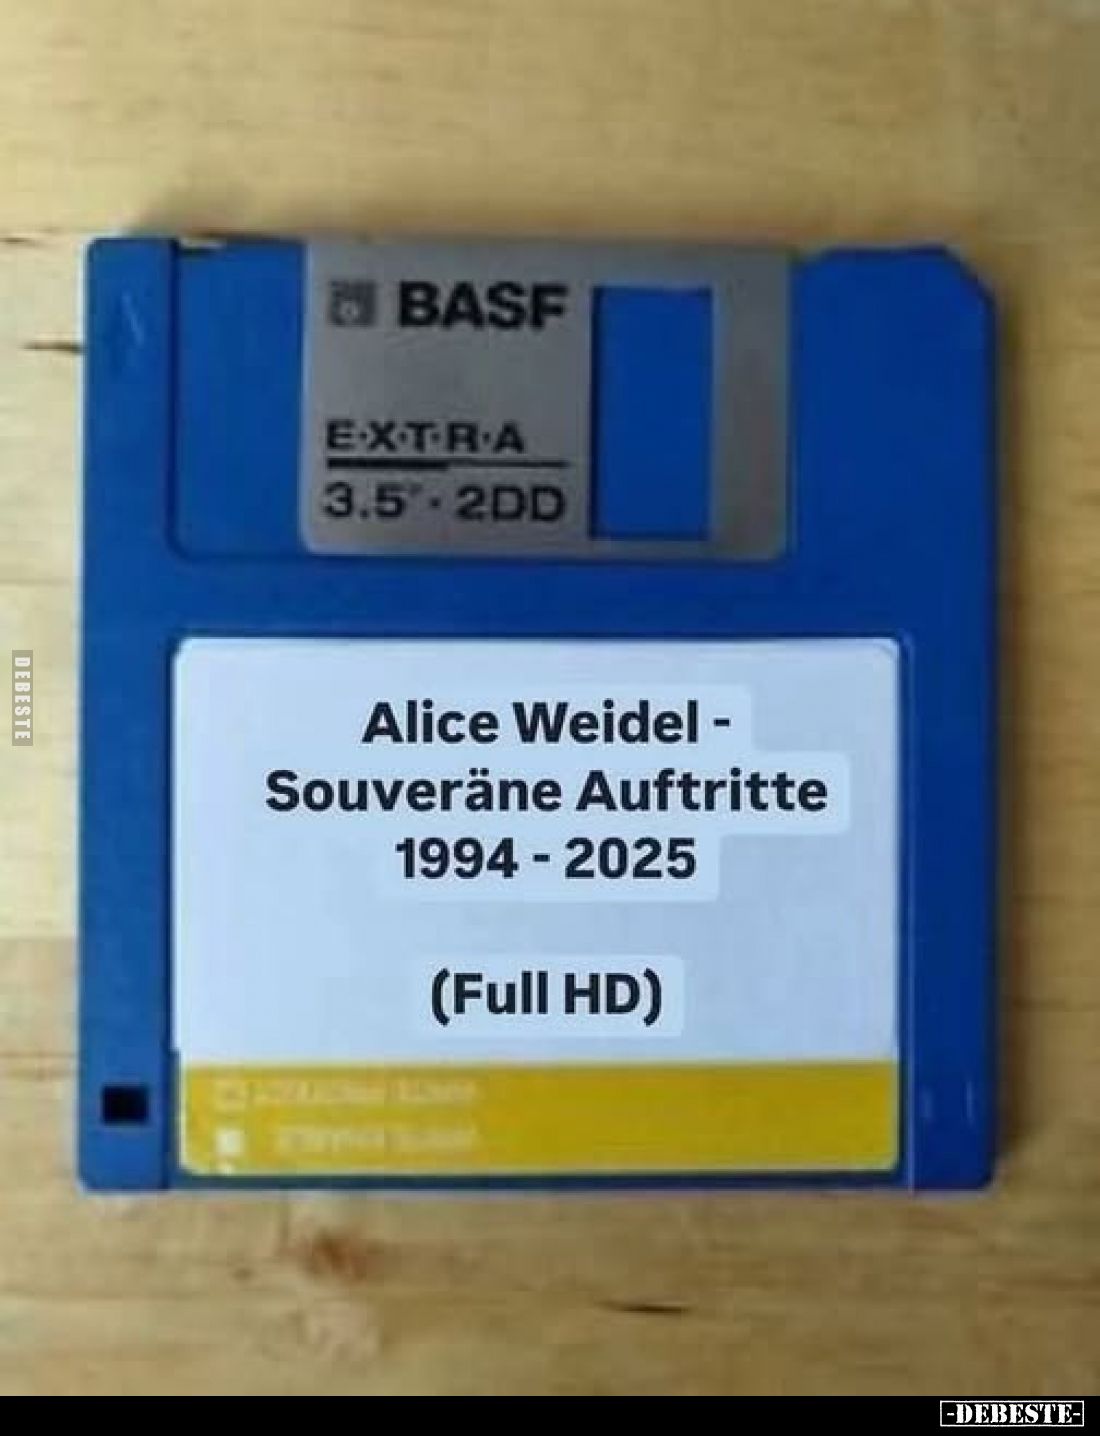 BASF
E·X·T·R·A
3.5"· 2DD
Alice Weidel -
Souveräne Auftritte
1994 - 2025
(Full HD)
DEBESTE
-DEBESTE-